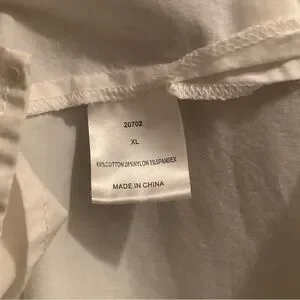 20702
XL
69%COTTON 28%NYLON 3%SPANDEX
MADE IN CHINA